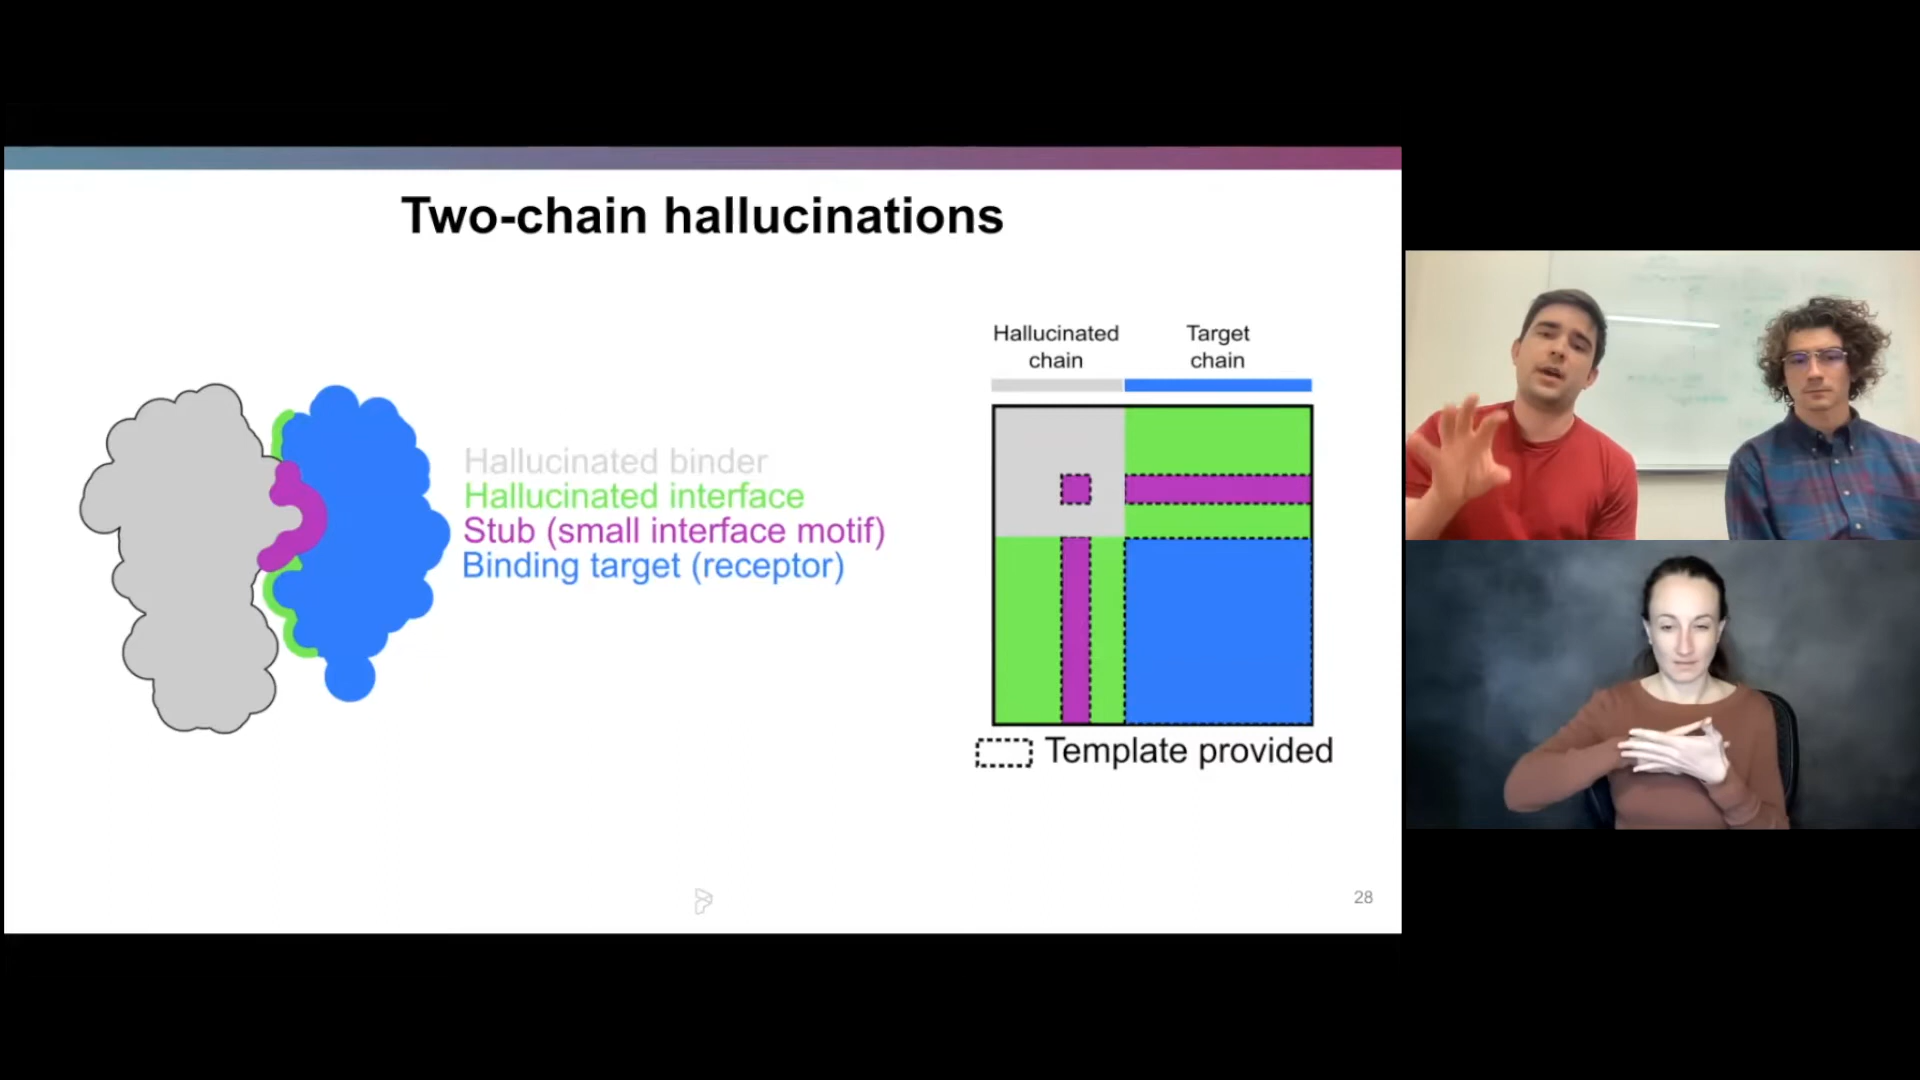 Two-chain hallucinations
Hallucinated binder
Hallucinated interface
Stub (small interface motif)
Binding target (receptor)
Hallucinated
chain
Target
chain
Template provided
28